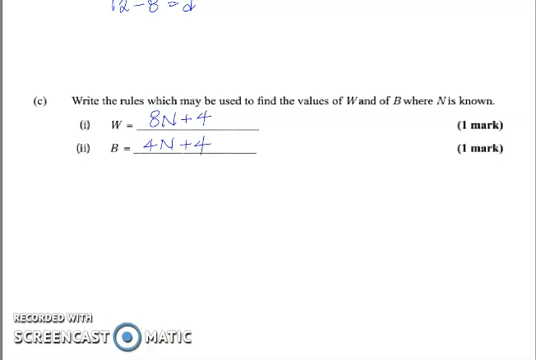 12 - 8 = d
(c) Write the rules which may be used to find the values of W and of B where N is known.
(i) W = 8N + 4 (1 mark)
(ii) B = 4N + 4 (1 mark)
RECORDED WITH
SCREENCAST MATIC